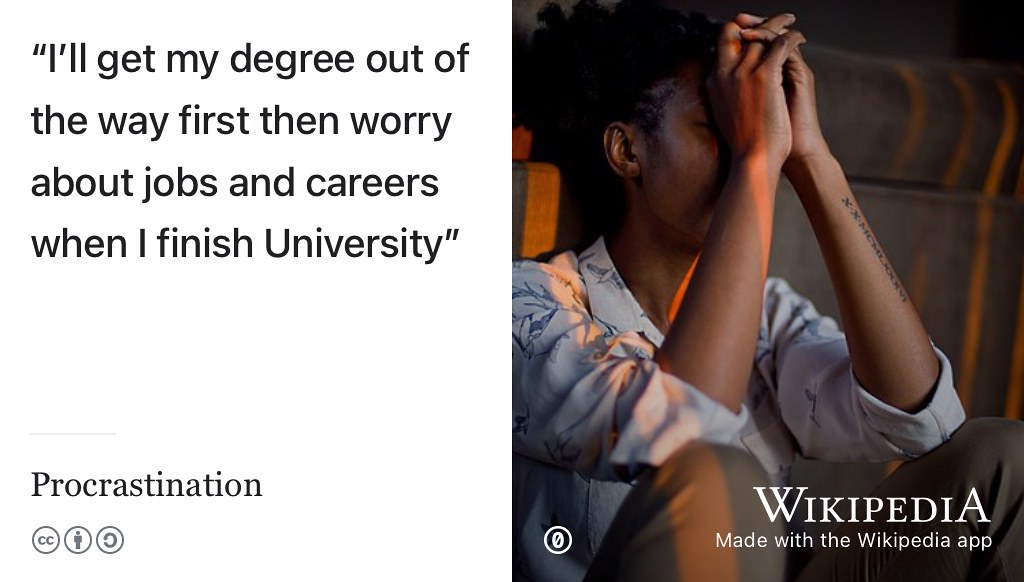 “I’ll get my degree out of
the way first then worry
about jobs and careers
when I finish University”
Procrastination
cc
WIKIPEDIA
Made with the Wikipedia app